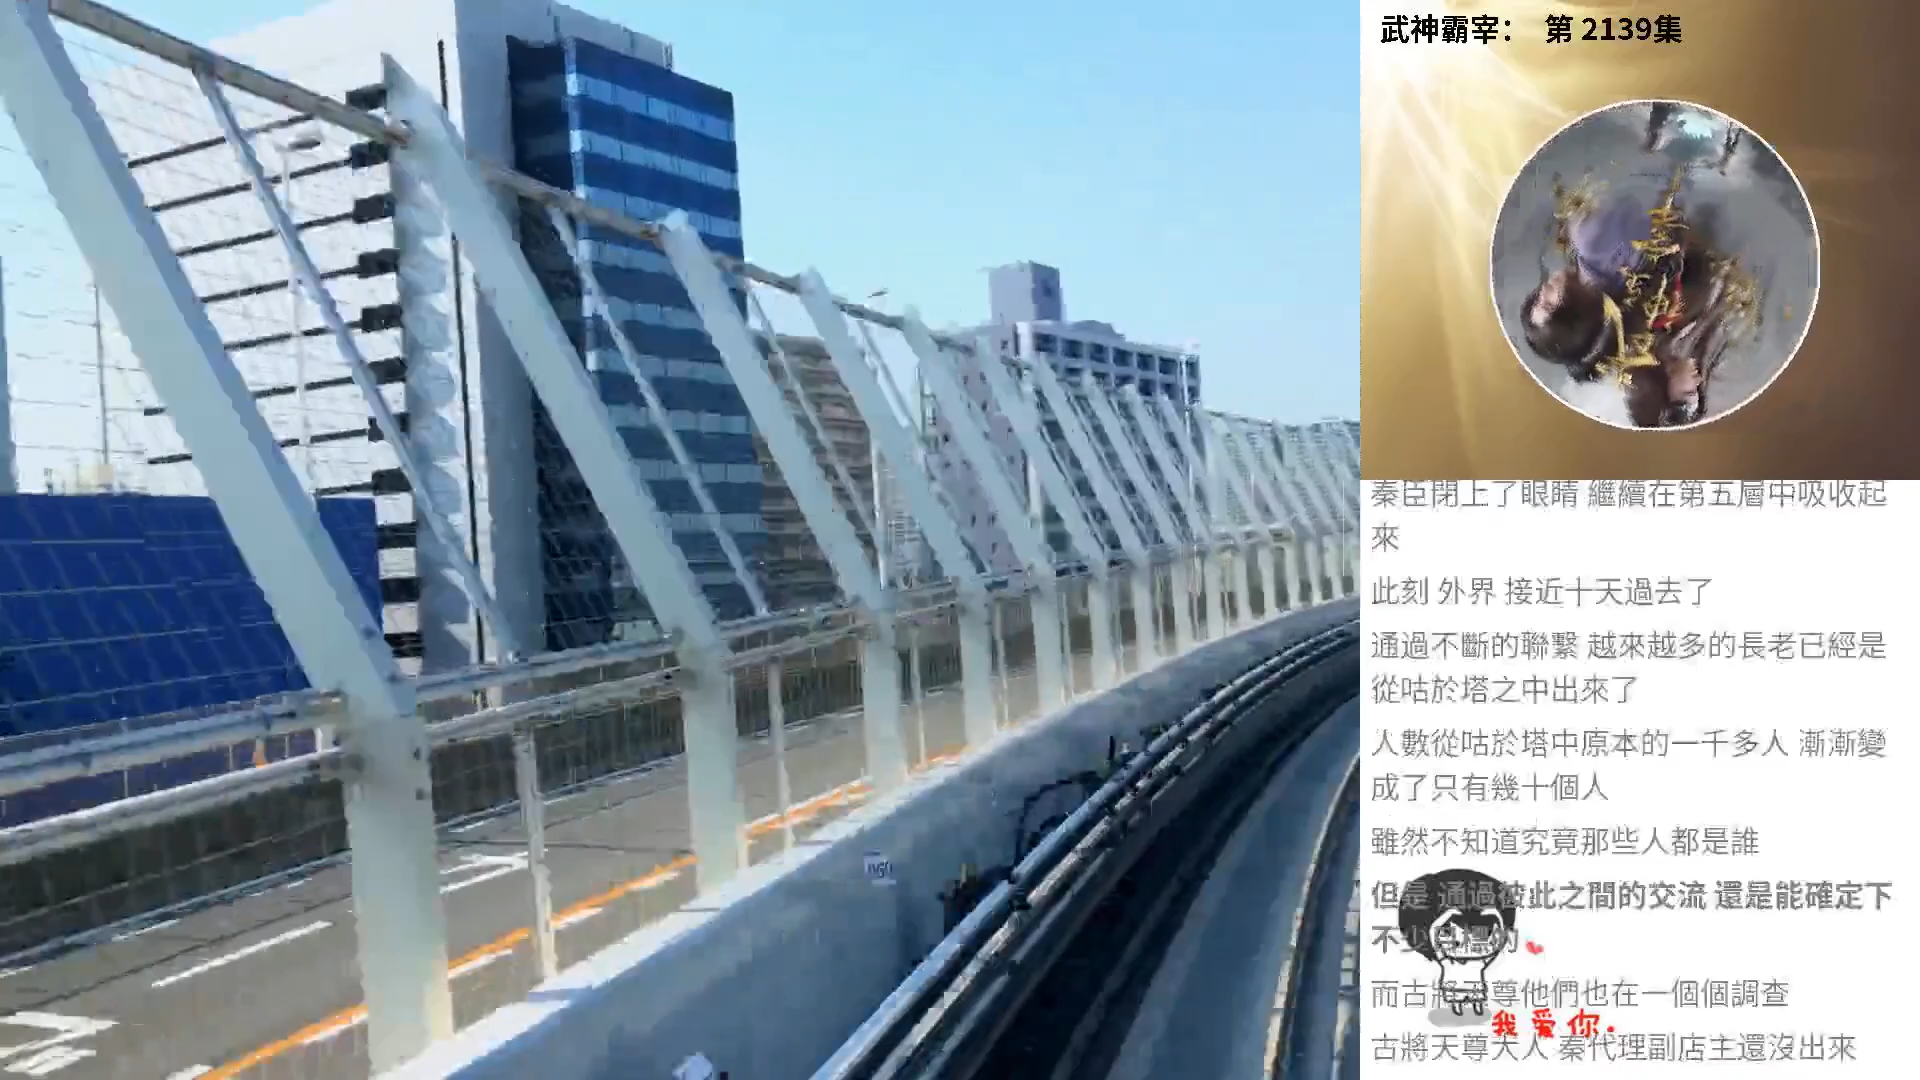 武神霸宰： 第 2139集
秦臣閉上了眼睛 繼續在第五層中吸收起
來
此刻 外界 接近十天過去了
通過不斷的聯繫 越來越多的長老已經是
從咕於塔之中出來了
人數從咕於塔中原本的一千多人 漸漸變
成了只有幾十個人
雖然不知道究竟那些人都是誰
但是 通過彼此之間的交流 還是能確定下
不少目標的
而古將天尊他們也在一個個調查
我愛你.
古將天尊大人 秦代理副店主還沒出來